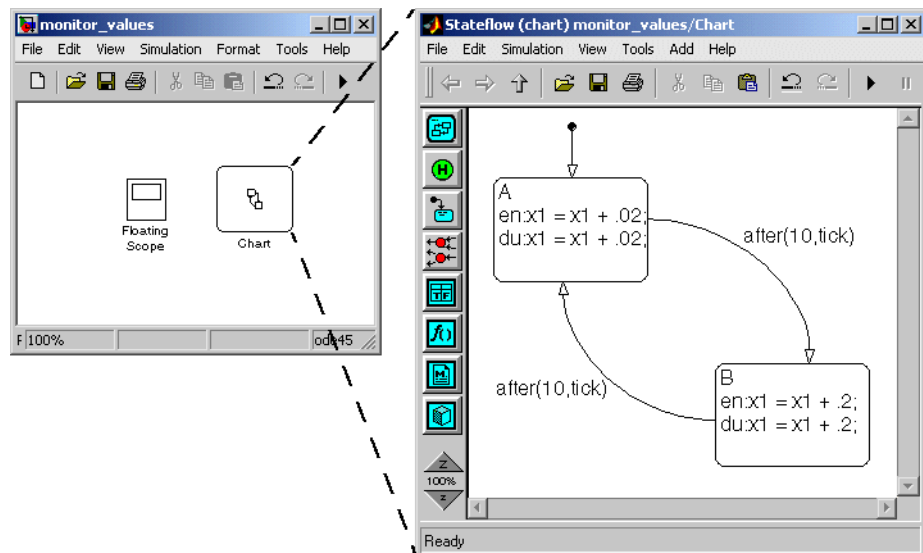 monitor_values
File Edit View Simulation Format Tools Help
Floating
Scope
Chart
F 100%
ode45
Stateflow (chart) monitor_values/Chart
File Edit Simulation View Tools Add Help
H
A
en:x1 = x1 + .02;
du:x1 = x1 + .02;
after(10,tick)
T F
f()
M
after(10,tick)
B
en:x1 = x1 + .2;
du:x1 = x1 + .2;
Z
100%
z
Ready